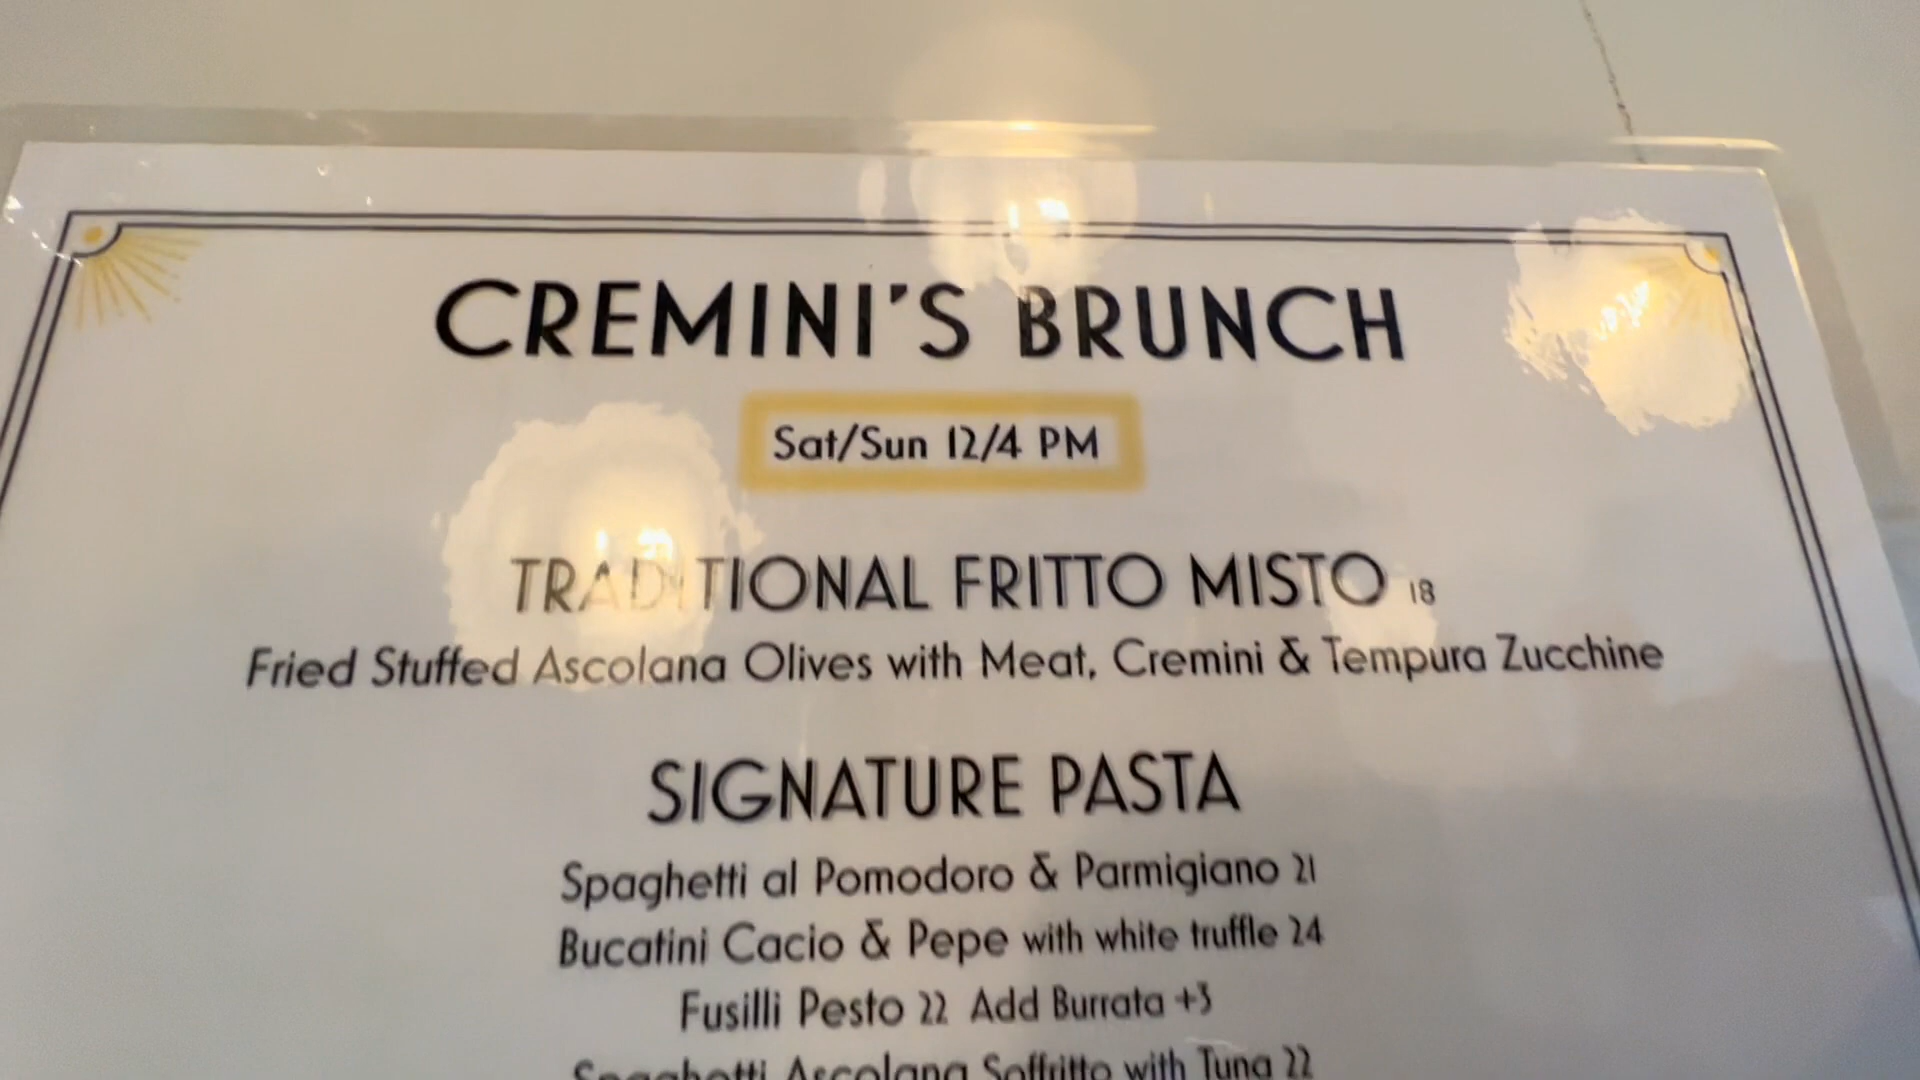 CREMINI'S BRUNCH
Sat/Sun 12/4 PM
TRADITIONAL FRITTO MISTO 18
Fried Stuffed Ascolana Olives with Meat, Cremini & Tempura Zucchine
SIGNATURE PASTA
Spaghetti al Pomodoro & Parmigiano 21
Bucatini Cacio & Pepe with white truffle 24
Fusilli Pesto 22 Add Burrata +3
Spaghetti Ascolana Soffritto with Tuna 22